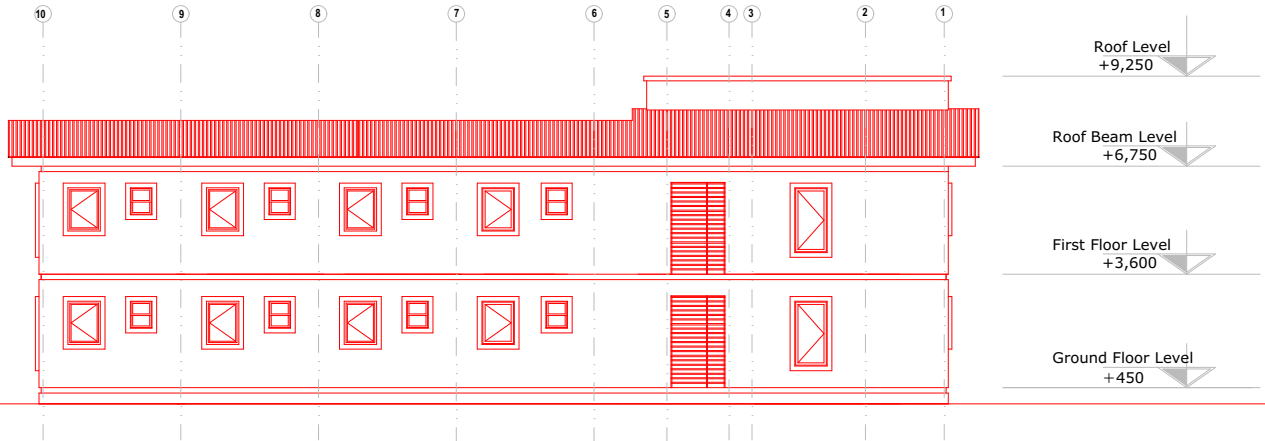 10 9 8 7 6 5 4 3 2 1
Roof Level
+9,250
Roof Beam Level
+6,750
First Floor Level
+3,600
Ground Floor Level
+450